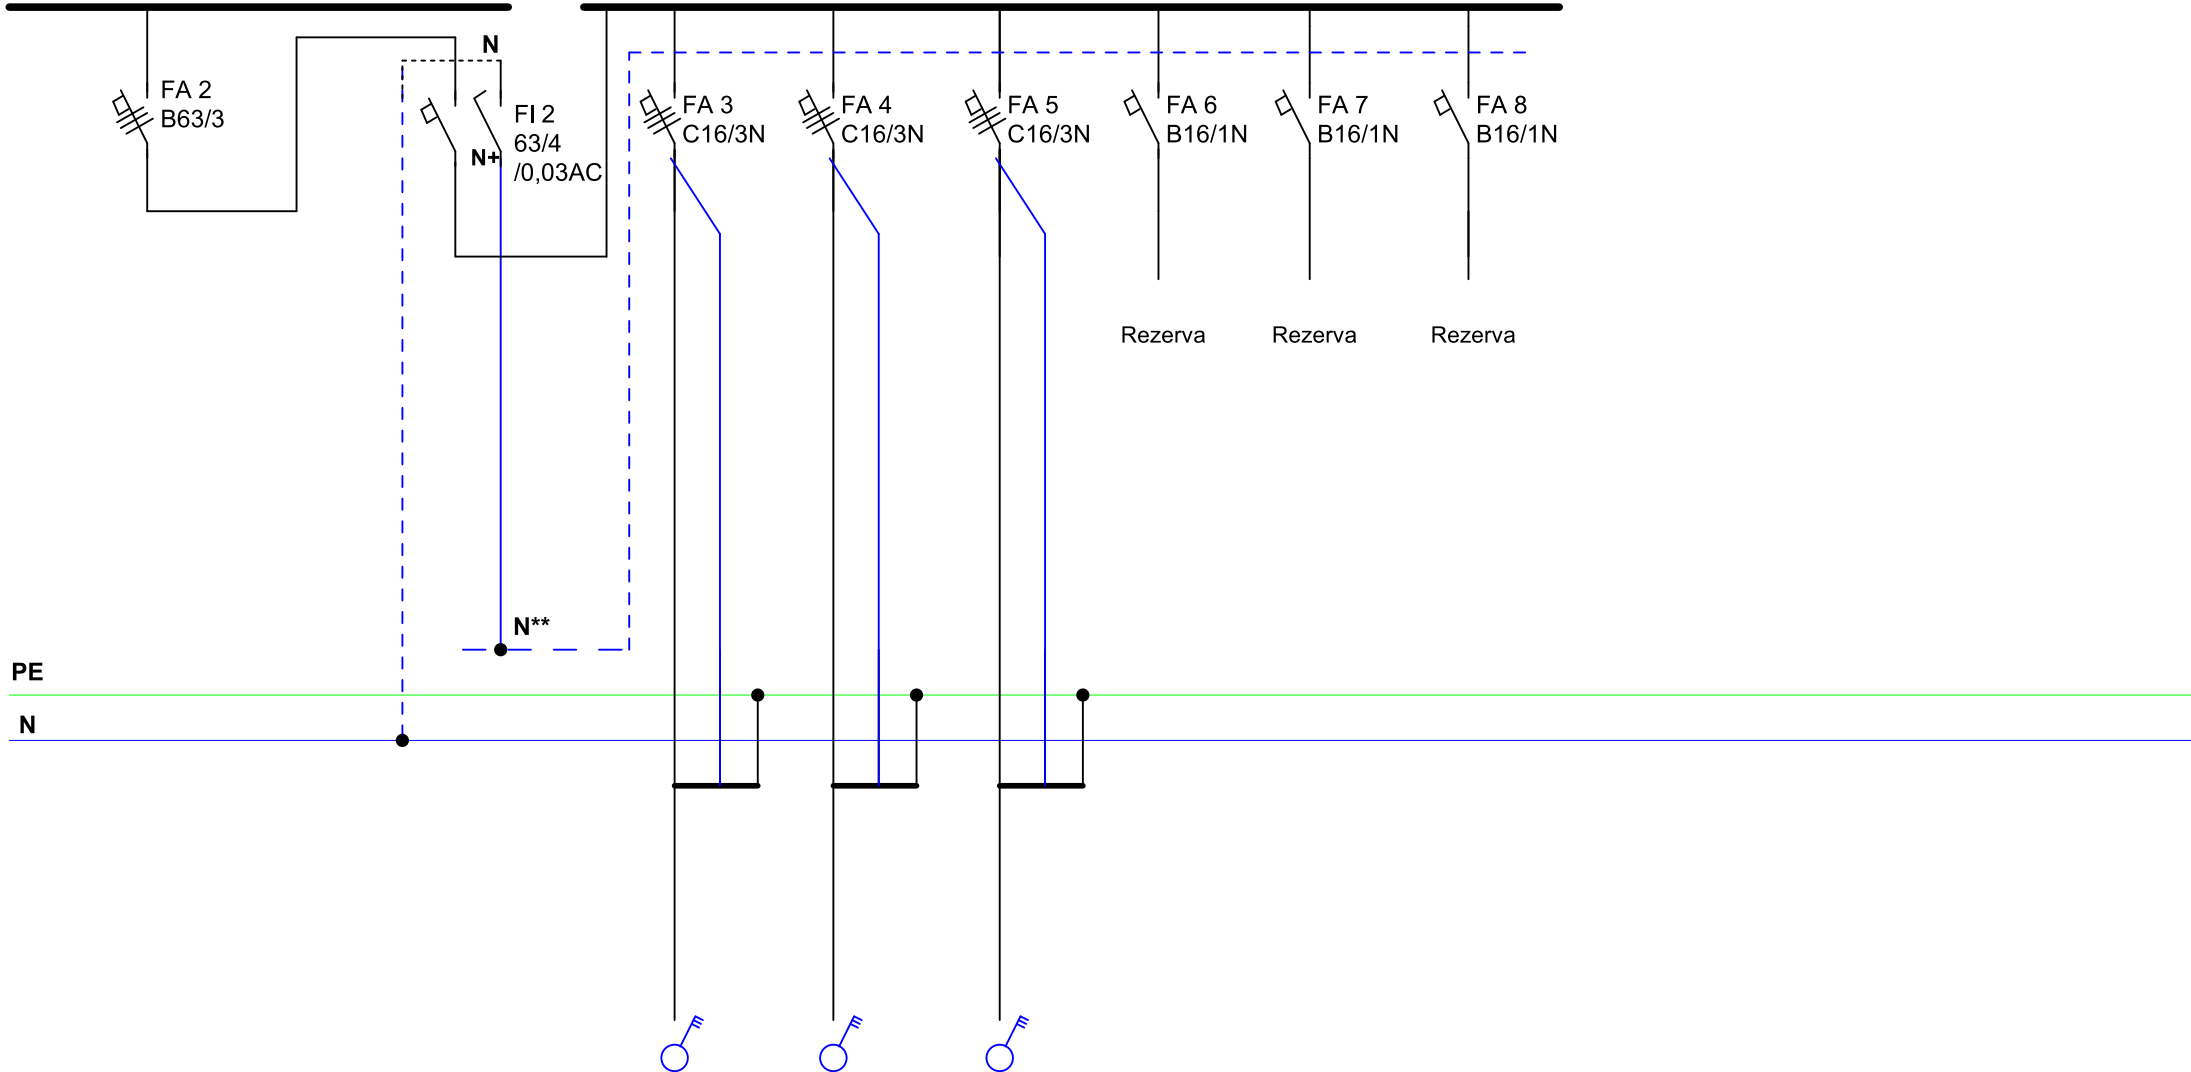 N
FA 2
B63/3
FI 2
63/4
/0,03AC
N+
FA 3
C16/3N
FA 4
C16/3N
FA 5
C16/3N
FA 6
B16/1N
FA 7
B16/1N
FA 8
B16/1N
Rezerva
Rezerva
Rezerva
N**
PE
N